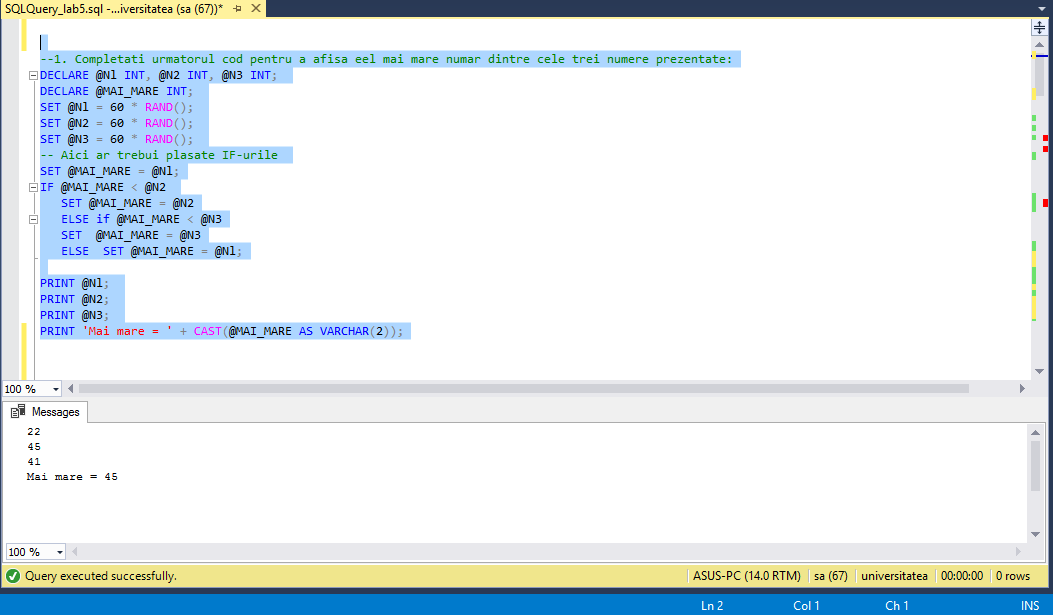 SQLQuery_lab5.sql -...iversitatea (sa (67))*
--1. Completati urmatorul cod pentru a afisa eel mai mare numar dintre cele trei numere prezentate:
DECLARE @Nl INT, @N2 INT, @N3 INT;
DECLARE @MAI_MARE INT;
SET @Nl = 60 * RAND();
SET @N2 = 60 * RAND();
SET @N3 = 60 * RAND();
-- Aici ar trebui plasate IF-urile
SET @MAI_MARE = @Nl;
IF @MAI_MARE < @N2
SET @MAI_MARE = @N2
ELSE if @MAI_MARE < @N3
SET  @MAI_MARE = @N3
ELSE  SET @MAI_MARE = @Nl;
PRINT @Nl;
PRINT @N2;
PRINT @N3;
PRINT 'Mai mare = ' + CAST(@MAI_MARE AS VARCHAR(2));
100 %
Messages
22
45
41
Mai mare = 45
100 %
Query executed successfully. ASUS-PC (14.0 RTM) sa (67) universitatea 00:00:00 0 rows
Ln 2 Col 1 Ch 1 INS